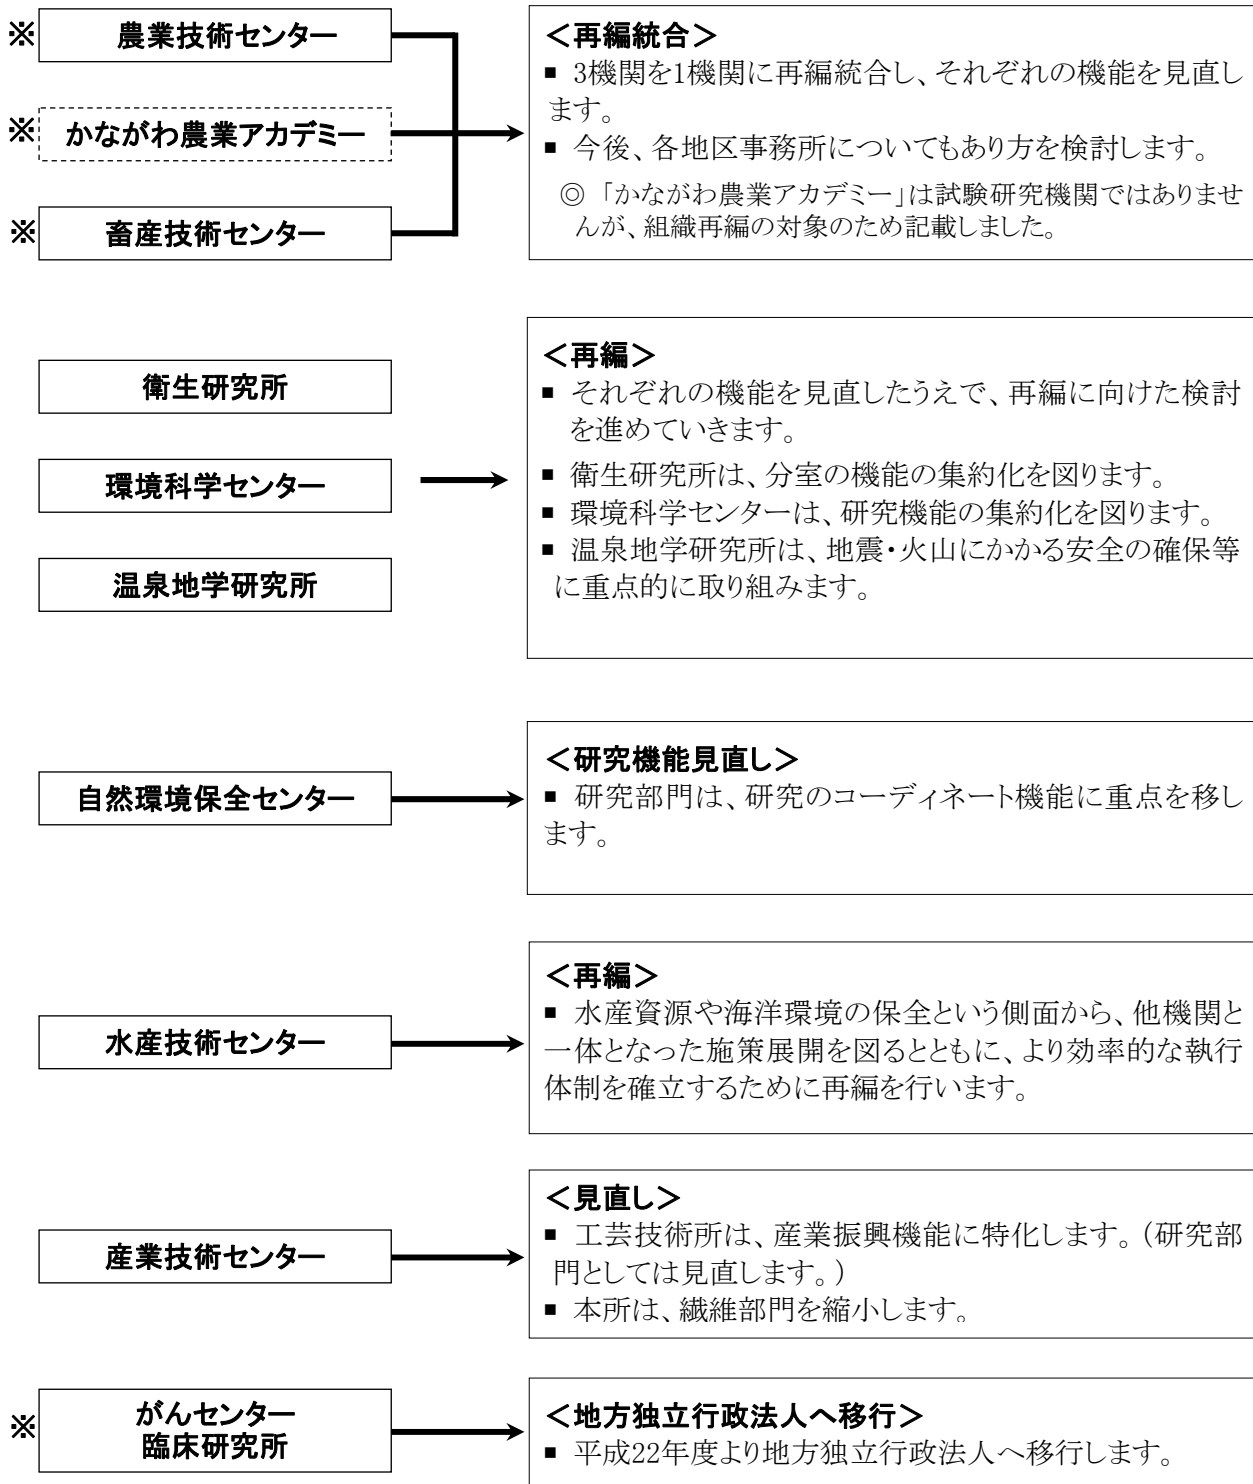 ※ 農業技術センター
※ かながわ農業アカデミー
※ 畜産技術センター
＜再編統合＞
■ 3機関を1機関に再編統合し、それぞれの機能を見直し
ます。
■ 今後、各地区事務所についてもあり方を検討します。
◎ 「かながわ農業アカデミー」は試験研究機関ではありませ
んが、組織再編の対象のため記載しました。
衛生研究所
環境科学センター
温泉地学研究所
＜再編＞
■ それぞれの機能を見直したうえで、再編に向けた検討
を進めていきます。
■ 衛生研究所は、分室の機能の集約化を図ります。
■ 環境科学センターは、研究機能の集約化を図ります。
■ 温泉地学研究所は、地震・火山にかかる安全の確保等
に重点的に取り組みます。
自然環境保全センター
＜研究機能見直し＞
■ 研究部門は、研究のコーディネート機能に重点を移し
ます。
水産技術センター
＜再編＞
■ 水産資源や海洋環境の保全という側面から、他機関と
一体となった施策展開を図るとともに、より効率的な執行
体制を確立するために再編を行います。
産業技術センター
＜見直し＞
■ 工芸技術所は、産業振興機能に特化します。（研究部
門としては見直します。）
■ 本所は、繊維部門を縮小します。
※ がんセンター
臨床研究所
＜地方独立行政法人へ移行＞
■ 平成22年度より地方独立行政法人へ移行します。